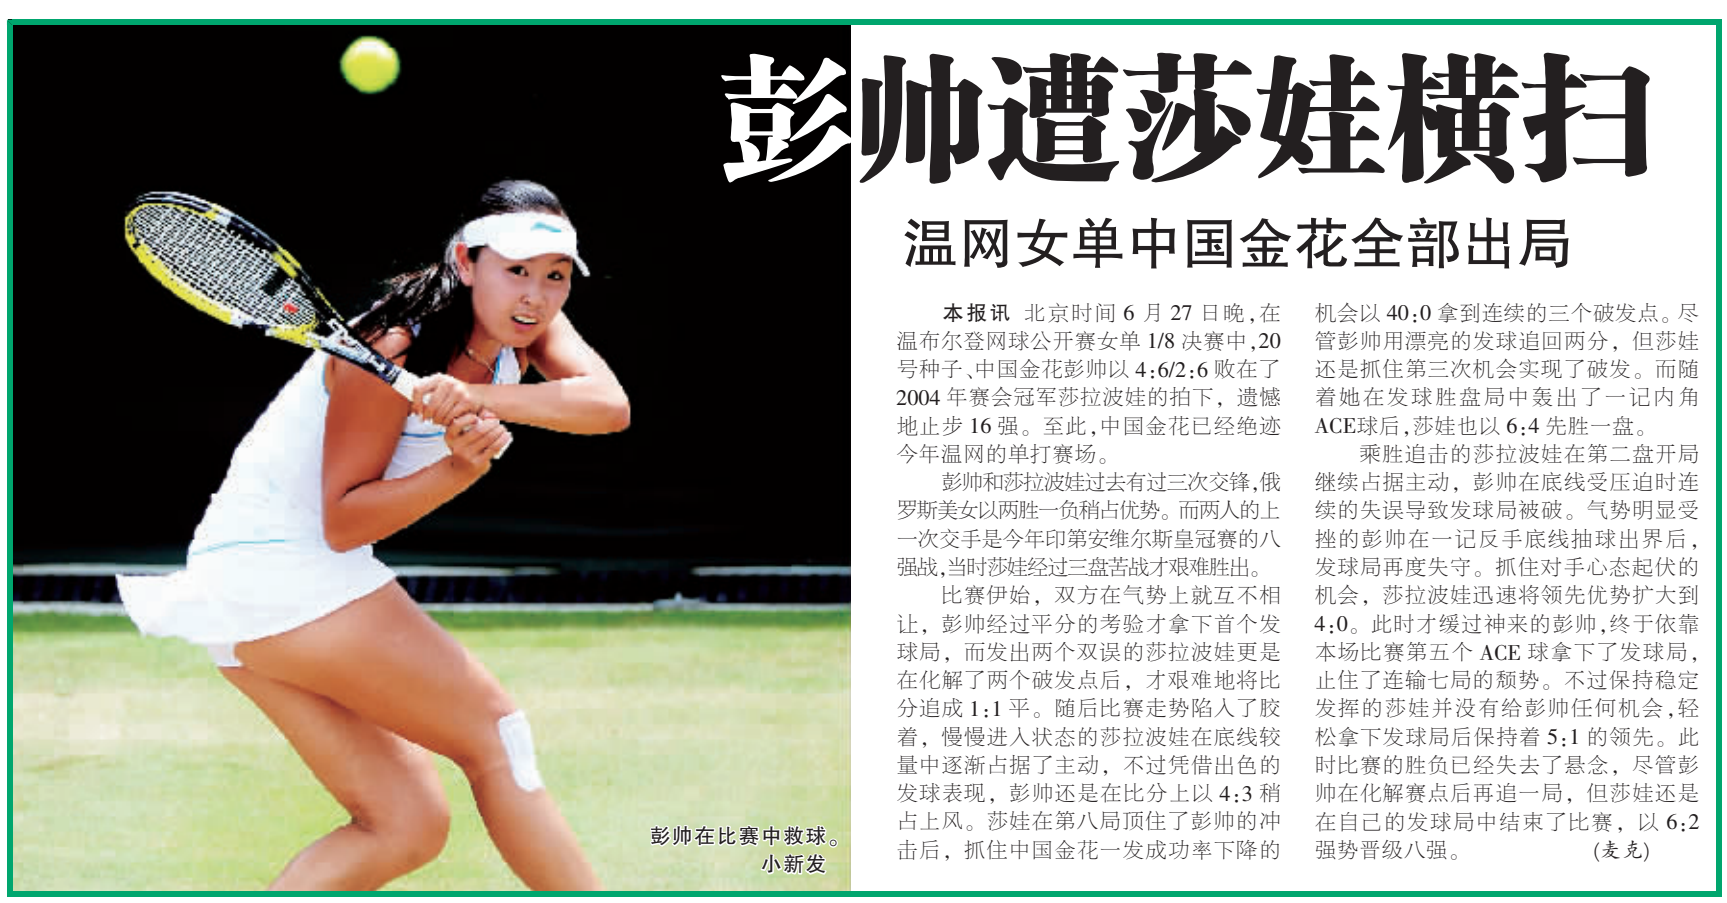 彭帅遭莎娃横扫
温网女单中国金花全部出局
本报讯 北京时间 6 月 27 日晚,在
温布尔登网球公开赛女单 1/8 决赛中,20
号种子、中国金花彭帅以 4:6/2:6 败在了
2004 年赛会冠军莎拉波娃的拍下，遗憾
地止步 16 强。至此,中国金花已经绝迹
今年温网的单打赛场。
彭帅和莎拉波娃过去有过三次交锋,俄
罗斯美女以两胜一负稍占优势。而两人的上
一次交手是今年印第安维尔斯皇冠赛的八
强战,当时莎娃经过三盘苦战才艰难胜出。
比赛伊始，双方在气势上就互不相
让，彭帅经过平分的考验才拿下首个发
球局，而发出两个双误的莎拉波娃更是
在化解了两个破发点后，才艰难地将比
分追成 1:1 平。随后比赛走势陷入了胶
着，慢慢进入状态的莎拉波娃在底线较
量中逐渐占据了主动，不过凭借出色的
发球表现，彭帅还是在比分上以 4:3 稍
占上风。莎娃在第八局顶住了彭帅的冲
击后，抓住中国金花一发成功率下降的
机会以 40:0 拿到连续的三个破发点。尽
管彭帅用漂亮的发球追回两分，但莎娃
还是抓住第三次机会实现了破发。而随
着她在发球胜盘局中轰出了一记内角
ACE球后,莎娃也以 6:4 先胜一盘。
乘胜追击的莎拉波娃在第二盘开局
继续占据主动，彭帅在底线受压迫时连
续的失误导致发球局被破。气势明显受
挫的彭帅在一记反手底线抽球出界后，
发球局再度失守。抓住对手心态起伏的
机会，莎拉波娃迅速将领先优势扩大到
4:0。此时才缓过神来的彭帅,终于依靠
本场比赛第五个 ACE 球拿下了发球局，
止住了连输七局的颓势。不过保持稳定
发挥的莎娃并没有给彭帅任何机会,轻
松拿下发球局后保持着 5:1 的领先。此
时比赛的胜负已经失去了悬念，尽管彭
帅在化解赛点后再追一局，但莎娃还是
在自己的发球局中结束了比赛，以 6:2
强势晋级八强。 (麦克)
彭帅在比赛中救球。
小新发